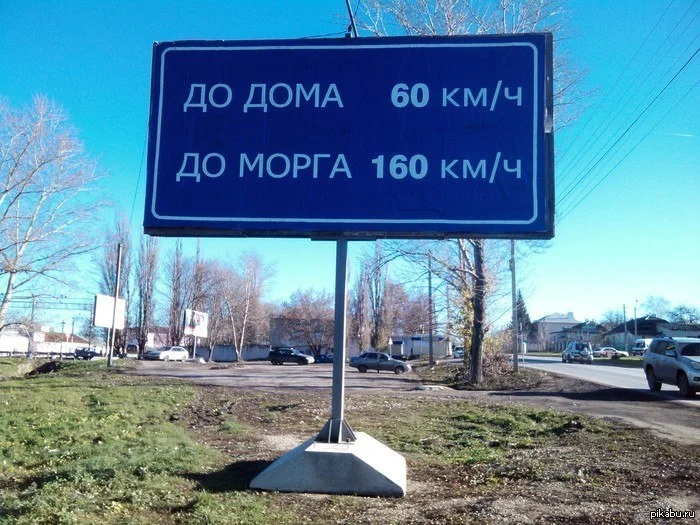 ДО ДОМА 60 КМ/Ч
ДО МОРГА 160 КМ/Ч
pikabu.ru